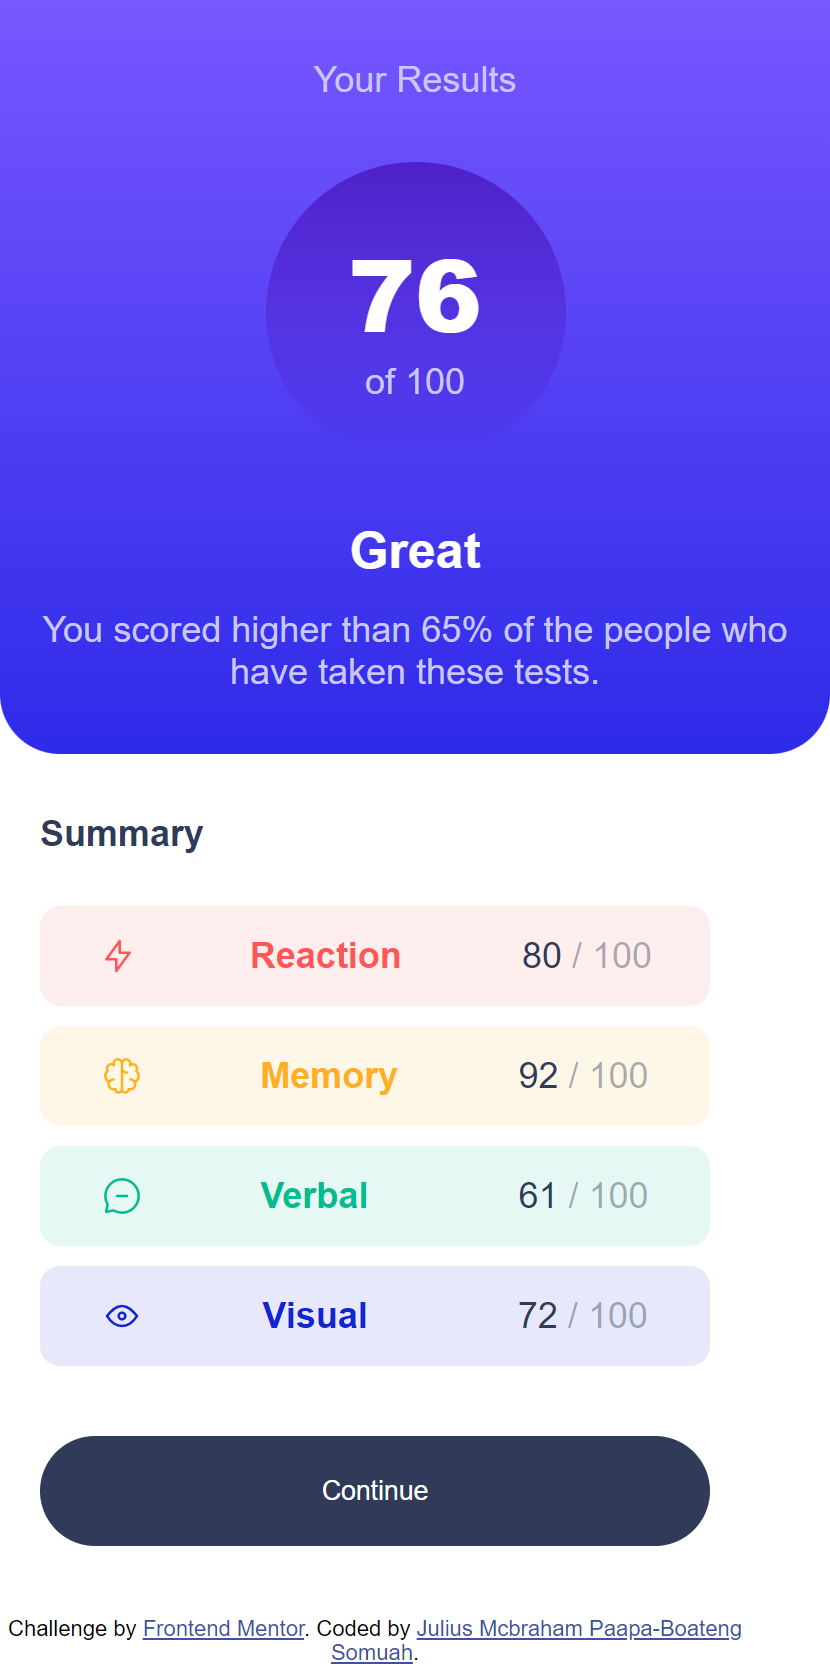 Your Results
76
of 100
Great
You scored higher than 65% of the people who
have taken these tests.
Summary
Reaction 80 / 100
Memory 92 / 100
Verbal 61 / 100
Visual 72 / 100
Continue
Challenge by Frontend Mentor. Coded by Julius Mcbraham Paapa-Boateng
Somuah.